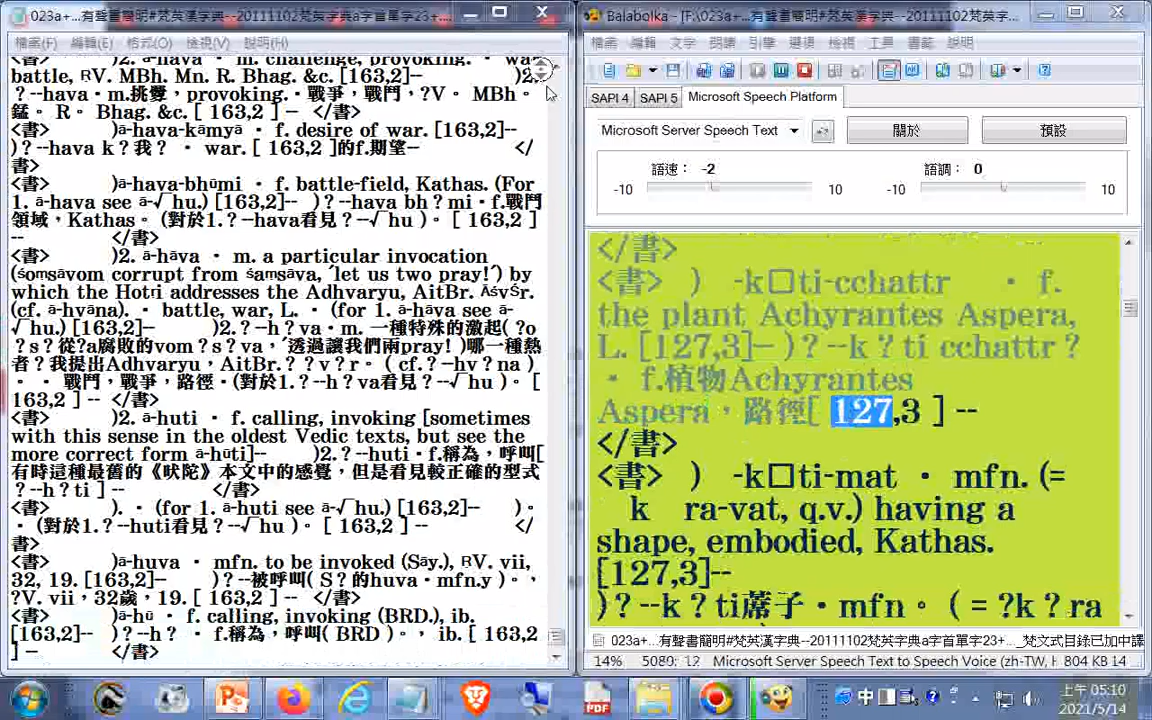 023a+...有聲書簡明#梵英漢字典--20111102梵英字典a字首單字23+...
檔案(F) 編輯(E) 格式(O) 檢視(V) 說明(H)
battle, RV. MBh. Mn. R. Bhag. &c. [163,2]-- )2.
?--hava‧m.挑釁，provoking.‧戰爭，戰鬥，?V。 MBh。
錳。 R。 Bhag. &c. [ 163,2 ] -- </書>
<書> )ā-hava-kāmyā ‧ f. desire of war. [163,2]--
)?--hava k?我? ‧ war. [ 163,2 ]的f.期望-- </
書>
<書> )ā-hava-bhūmi ‧ f. battle-field, Kathas. (For
1. ā-hava see ā-√hu.) [163,2]-- )?--hava bh?mi‧f.戰鬥
領域，Kathas。 (對於1.?--hava看見?--√hu )。 [ 163,2 ]
-- </書>
<書> )2. ā-hāva ‧ m. a particular invocation
(śoṃsāvom corrupt from śaṃsāva, ′let us two pray!′) by
which the Hotṛi addresses the Adhvaryu, AitBr. ĀśvŚr.
(cf. ā-hvāna). ‧ battle, war, L. ‧ (for 1. ā-hava see ā-
√hu.) [163,2]-- )2.?--h?va‧m. 一種特殊的激起( ?o
?s?從?a腐敗的vom?s?va，′透過讓我們兩pray! )哪一種熱
者?我提出Adhvaryu，AitBr.??v?r。 ( cf.?--hv?na )
。‧ 戰鬥，戰爭，路徑‧(對於1.?--h?va看見?--√hu )。 [
163,2 ] -- </書>
<書> )2. ā-huti ‧ f. calling, invoking [sometimes
with this sense in the oldest Vedic texts, but see the
more correct form ā-hūti]-- )2.?--huti‧f.稱為，呼叫[
有時這種最舊的《吠陀》本文中的感覺，但是看見較正確的型式
?--h?ti ] -- </書>
<書> ). ‧ (for 1. ā-huti see ā-√hu.) [163,2]-- )。
‧ (對於1.?--huti看見?--√hu )。 [ 163,2 ] -- </
書>
<書> )ā-huva ‧ mfn. to be invoked (Sāy.), RV. vii,
32, 19. [163,2]-- )?--被呼叫( S?的huva‧mfn.y )。，
?V. vii，32歲，19. [ 163,2 ] -- </書>
<書> )ā-hū ‧ f. calling, invoking (BRD.), ib.
[163,2]-- )?--h? ‧ f.稱為，呼叫( BRD )。， ib. [ 163,2
] -- </書>
Balabolka - [F:\023a+...有聲書簡明#梵英漢字典--20111102梵英字...
檔案 編輯 文字 朗讀 引擎 選項 檢視 工具 書籤 說明
SAPI 4 SAPI 5 Microsoft Speech Platform
Microsoft Server Speech Text 關於 預設
語速： -2 語調： 0
-10 10 -10 10
</書>
<書> ) -k□ti-cchattr ‧ f.
the plant Achyrantes Aspera,
L. [127,3]-- )?--k?ti cchattr?
‧ f.植物Achyrantes
Aspera，路徑[ 127,3 ] --
</書>
<書> ) -k□ti-mat ‧ mfn. (=
k ra-vat, q.v.) having a
shape, embodied, Kathas.
[127,3]--
)?--k?ti蓆子‧mfn。 ( = ?k?ra
023a+...有聲書簡明#梵英漢字典--20111102梵英字典a字首單字23+..._梵文式目錄已加中譯
14% 5089: 12 Microsoft Server Speech Text to Speech Voice (zh-TW, H 804 KB 14
中
上午 05:10
2021/5/14